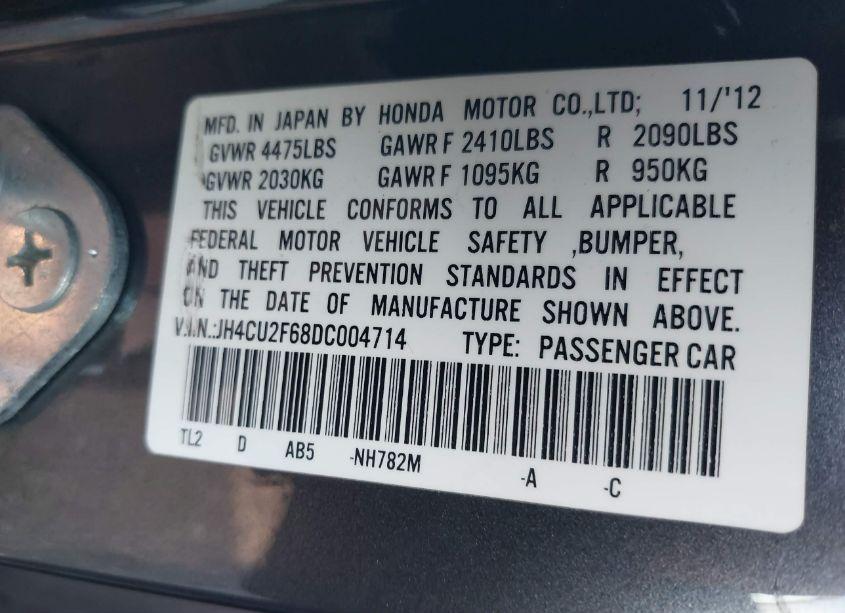 MFD. IN JAPAN BY HONDA MOTOR CO.,LTD; 11/'12
GVWR 4475LBS GAWR F 2410LBS R 2090LBS
GVWR 2030KG GAWR F 1095KG R 950KG
THIS VEHICLE CONFORMS TO ALL APPLICABLE
FEDERAL MOTOR VEHICLE SAFETY ,BUMPER,
AND THEFT PREVENTION STANDARDS IN EFFECT
ON THE DATE OF MANUFACTURE SHOWN ABOVE.
V.I.N.:JH4CU2F68DC004714 TYPE: PASSENGER CAR
TL2 D AB5 -NH782M -A -C